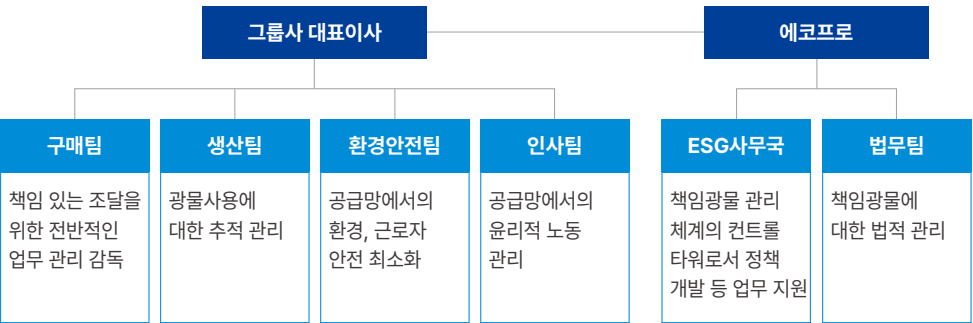 그룹사 대표이사
에코프로
구매팀
책임 있는 조달을
위한 전반적인
업무 관리 감독
생산팀
광물사용에
대한 추적 관리
환경안전팀
공급망에서의
환경, 근로자
안전 최소화
인사팀
공급망에서의
윤리적 노동
관리
ESG사무국
책임광물 관리
체계의 컨트롤
타워로서 정책
개발 등 업무 지원
법무팀
책임광물에
대한 법적 관리